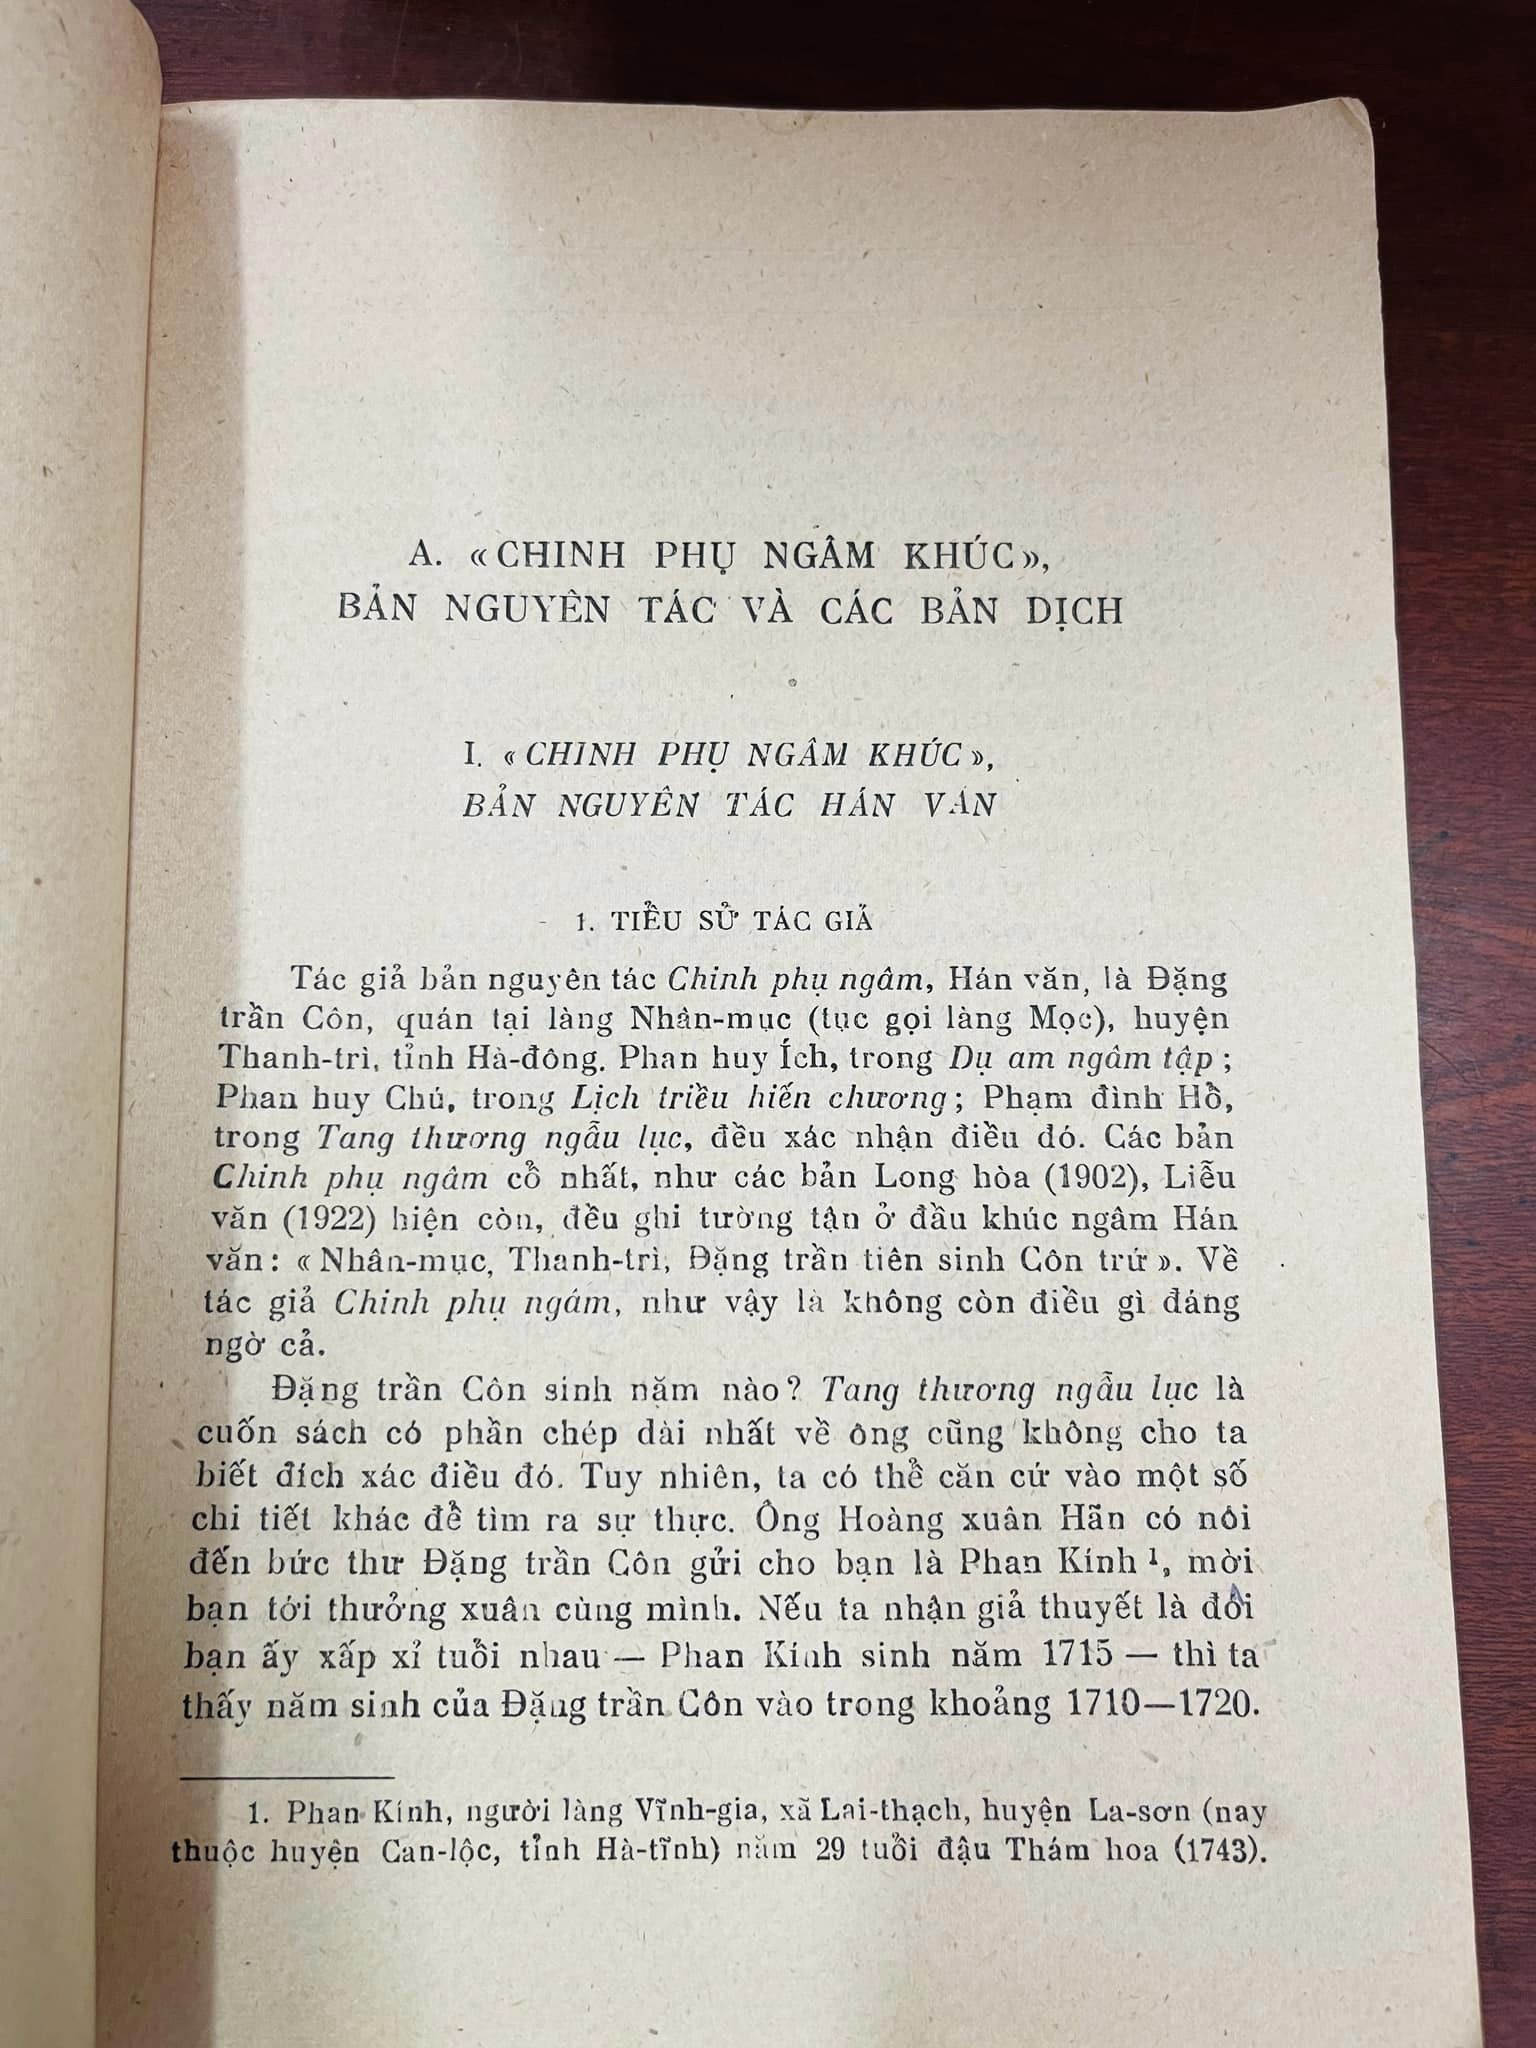 A. «CHINH PHỤ NGÂM KHÚC»,
BẢN NGUYÊN TÁC VÀ CÁC BẢN DỊCH
I. «CHINH PHỤ NGÂM KHÚC»,
BẢN NGUYÊN TÁC HÁN VĂN
1. TIỂU SỬ TÁC GIẢ
Tác giả bản nguyên tác Chinh phụ ngâm, Hán văn, là Đặng
trần Côn, quán tại làng Nhân-mục (tục gọi làng Mọc), huyện
Thanh-trì, tỉnh Hà-đông. Phan huy Ích, trong Dụ am ngâm tập ;
Phan huy Chú, trong Lịch triều hiến chương ; Phạm đình Hổ,
trong Tang thương ngẫu lục, đều xác nhận điều đó. Các bản
Chinh phụ ngâm cổ nhất, như các bản Long hòa (1902), Liễu
văn (1922) hiện còn, đều ghi tường tận ở đầu khúc ngâm Hán
văn : « Nhân-mục, Thanh-trì, Đặng trần tiên sinh Côn trứ ». Về
tác giả Chinh phụ ngâm, như vậy là không còn điều gì đáng
ngờ cả.
Đặng trần Côn sinh năm nào ? Tang thương ngẫu lục là
cuốn sách có phần chép dài nhất về ông cũng không cho ta
biết đích xác điều đó. Tuy nhiên, ta có thể căn cứ vào một số
chi tiết khác để tìm ra sự thực. Ông Hoàng xuân Hãn có nói
đến bức thư Đặng trần Côn gửi cho bạn là Phan Kính 1, mời
bạn tới thưởng xuân cùng mình. Nếu ta nhận giả thuyết là đôi
bạn ấy xấp xỉ tuổi nhau — Phan Kính sinh năm 1715 — thì ta
thấy năm sinh của Đặng trần Côn vào trong khoảng 1710—1720.
1. Phan Kính, người làng Vĩnh-gia, xã Lai-thạch, huyện La-sơn (nay
thuộc huyện Can-lộc, tỉnh Hà-tĩnh) năm 29 tuổi đậu Thám hoa (1743).